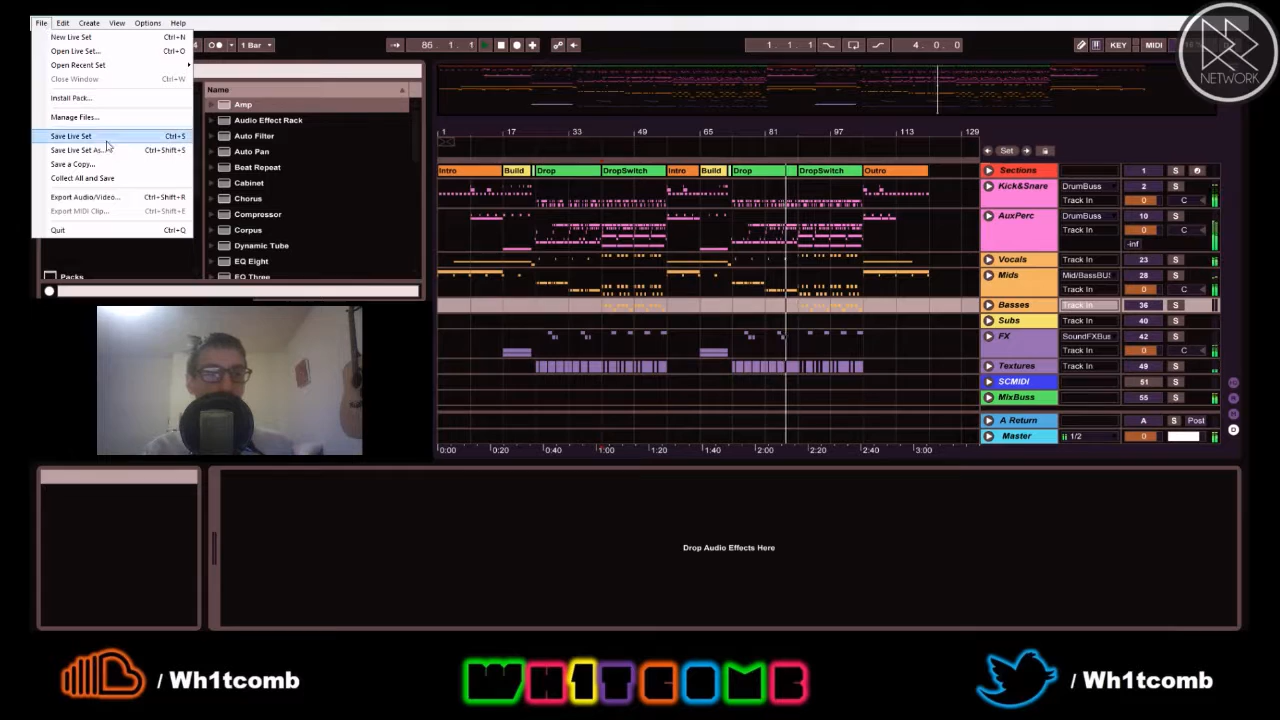 File Edit Create View Options Help
New Live Set Ctrl+N
Open Live Set... Ctrl+O
Open Recent Set
Close Window Ctrl+W
Install Pack...
Manage Files...
Save Live Set Ctrl+S
Save Live Set As... Ctrl+Shift+S
Save a Copy...
Collect All and Save
Export Audio/Video... Ctrl+Shift+R
Export MIDI Clip... Ctrl+Shift+E
Quit Ctrl+Q
Packs
4 1 Bar
86. 1. 1
1. 1. 1 4. 0. 0
KEY MIDI
NETWORK
Name
Amp
Audio Effect Rack
Auto Filter
Auto Pan
Beat Repeat
Cabinet
Chorus
Compressor
Corpus
Dynamic Tube
EQ Eight
EQ Three
1 17 33 49 65 81 97 113 129
Set
Intro Build Drop DropSwitch Intro Build Drop DropSwitch Outro
Sections 1
Kick&Snare DrumBuss 2 S
Track In 0 C
AuxPerc DrumBuss 10 S
Track In 0 C
-inf
Vocals Track In 23 S
Mids Mid/BassBUS 28 S
Track In 0 C
Basses Track In 36 S
Subs Track In 40 S
FX SoundFXBus 42 S
Track In 0 C
Textures Track In 49 S
SCMIDI 51 S
MixBuss 55 S
A Return A S Post
Master 1/2 0
0:00 0:20 0:40 1:00 1:20 1:40 2:00 2:20 2:40 3:00
Drop Audio Effects Here
/ Wh1tcomb
WH1TCOMB
/ Wh1tcomb